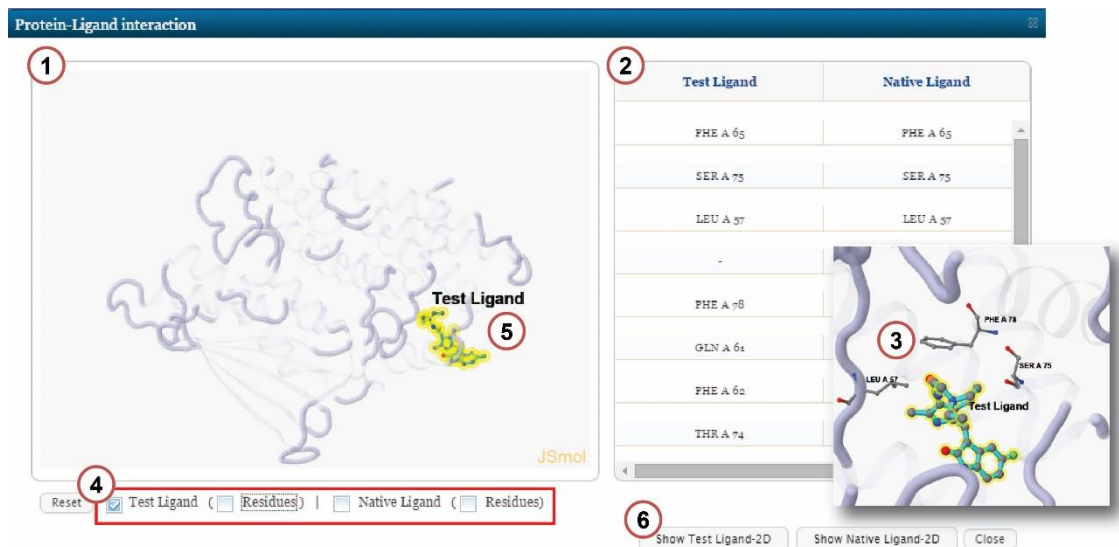 Protein-Ligand interaction
1
Test Ligand
5
JSmol
2
Test Ligand Native Ligand
PHE A 65 PHE A 65
SER A 75 SER A 75
LEU A 57 LEU A 57
-
PHE A 78
GLN A 61
PHE A 62
THR A 74
3
PHE A 78
SER A 75
LEU A 57
Test Ligand
4
Reset Test Ligand ( Residues) | Native Ligand ( Residues)
6
Show Test Ligand-2D Show Native Ligand-2D Close